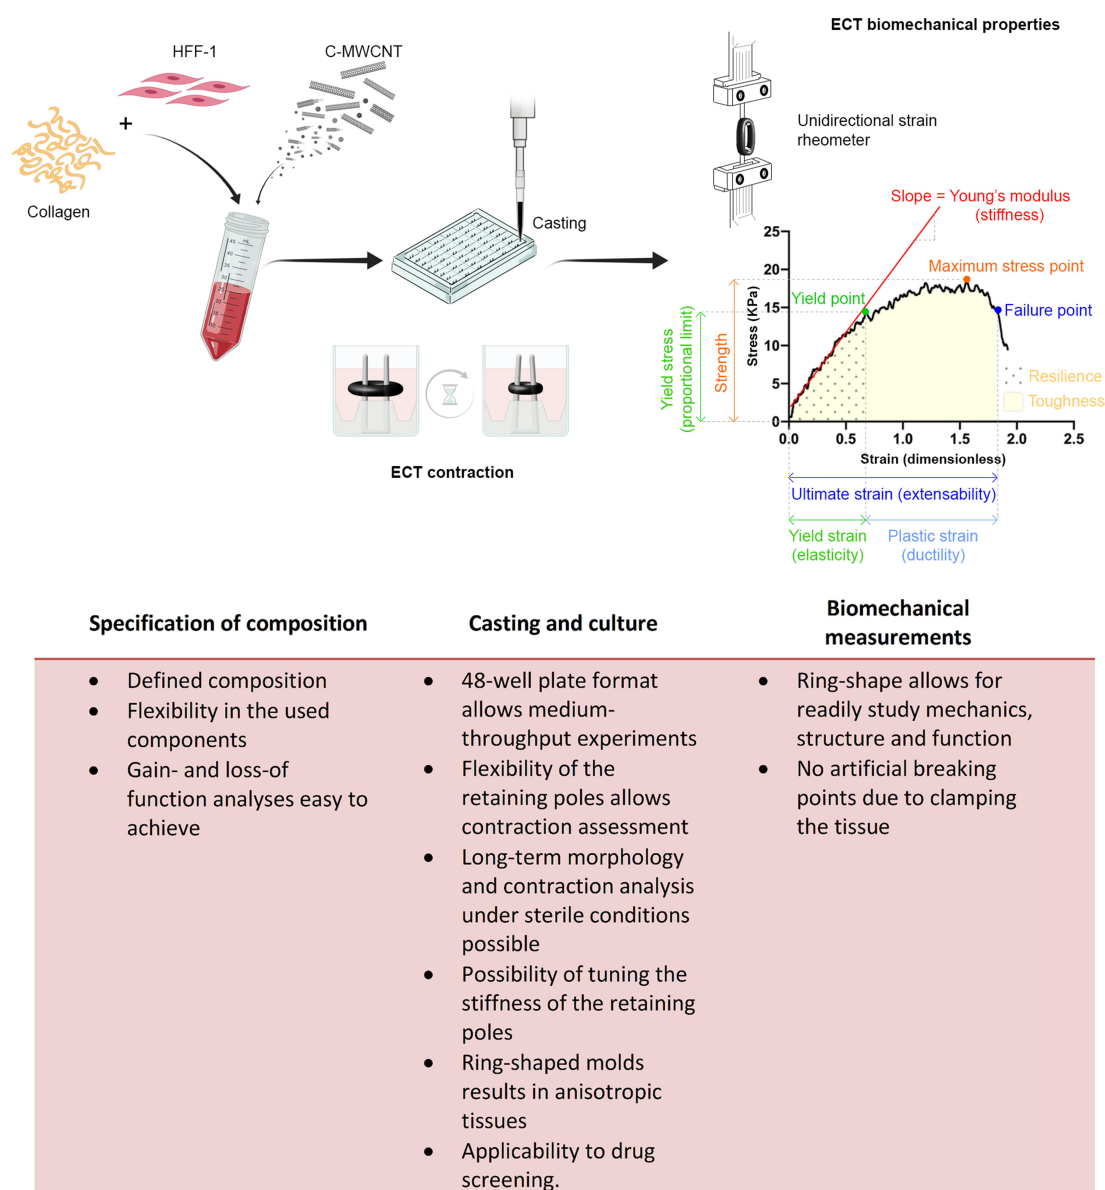 ECT biomechanical properties
HFF-1
C-MWCNT
+
Collagen
Casting
Unidirectional strain
rheometer
Slope = Young's modulus
(stiffness)
Maximum stress point
Yield point
Failure point
Resilience
Toughness
Yield stress
(proportional limit)
Strength
Stress (KPa)
25
20
15
10
5
0
0.0 0.5 1.0 1.5 2.0 2.5
Strain (dimensionless)
Ultimate strain (extensability)
Yield strain
(elasticity)
Plastic strain
(ductility)
ECT contraction
Specification of composition
• Defined composition
• Flexibility in the used
components
• Gain- and loss-of
function analyses easy to
achieve
Casting and culture
• 48-well plate format
allows medium-
throughput experiments
• Flexibility of the
retaining poles allows
contraction assessment
• Long-term morphology
and contraction analysis
under sterile conditions
possible
• Possibility of tuning the
stiffness of the retaining
poles
• Ring-shaped molds
results in anisotropic
tissues
• Applicability to drug
screening.
Biomechanical
measurements
• Ring-shape allows for
readily study mechanics,
structure and function
• No artificial breaking
points due to clamping
the tissue